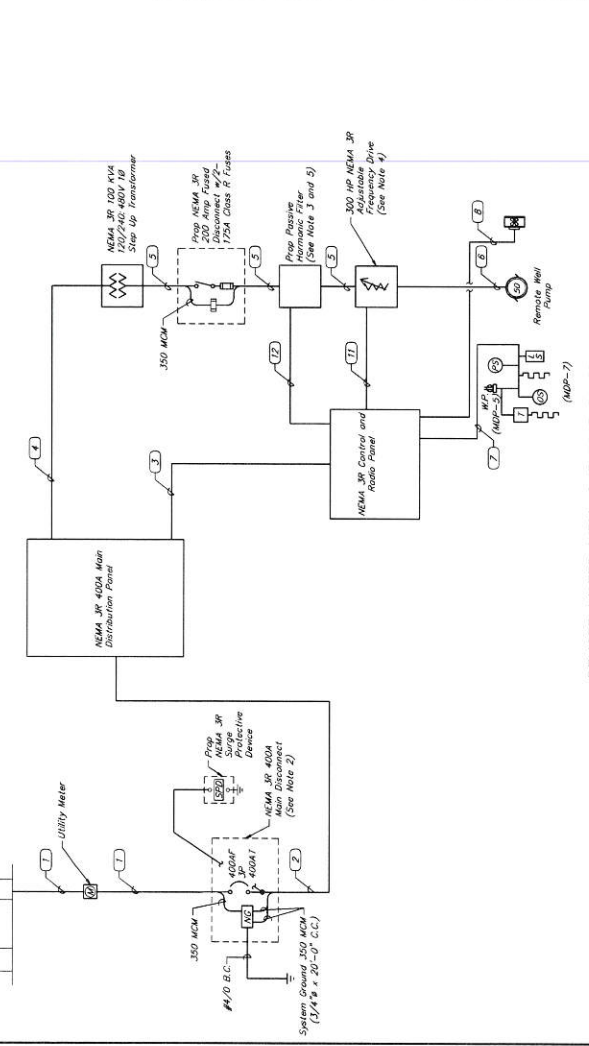 1
Utility Meter
M
1
350 MCM
400AF
3P
400AT
NG
#4/0 B.C.
System Ground 350 MCM
(3/4"ø x 20'-0" C.C.)
2
Prop
NEMA 3R
Surge
Protective
Device
SPD
NEMA 3R 400A
Main Disconnect
(See Note 2)
NEMA 3R 400A Main
Distribution Panel
4
3
NEMA 3R 100 KVA
120/240: 480V 1Ø
Step Up Transformer
5
350 MCM
Prop NEMA 3R
200 Amp Fused
Disconnect w/2-
175A Class R Fuses
5
Prop Passive
Harmonic Filter
(See Note 3 and 5)
5
300 HP NEMA 3R
Adjustable
Frequency Drive
(See Note 4)
12
11
NEMA 3R Control and
Radio Panel
8
6
50
Remote Well
Pump
7
W.P.
(MDP-5)
PS
L
S
T
OS
(MDP-7)